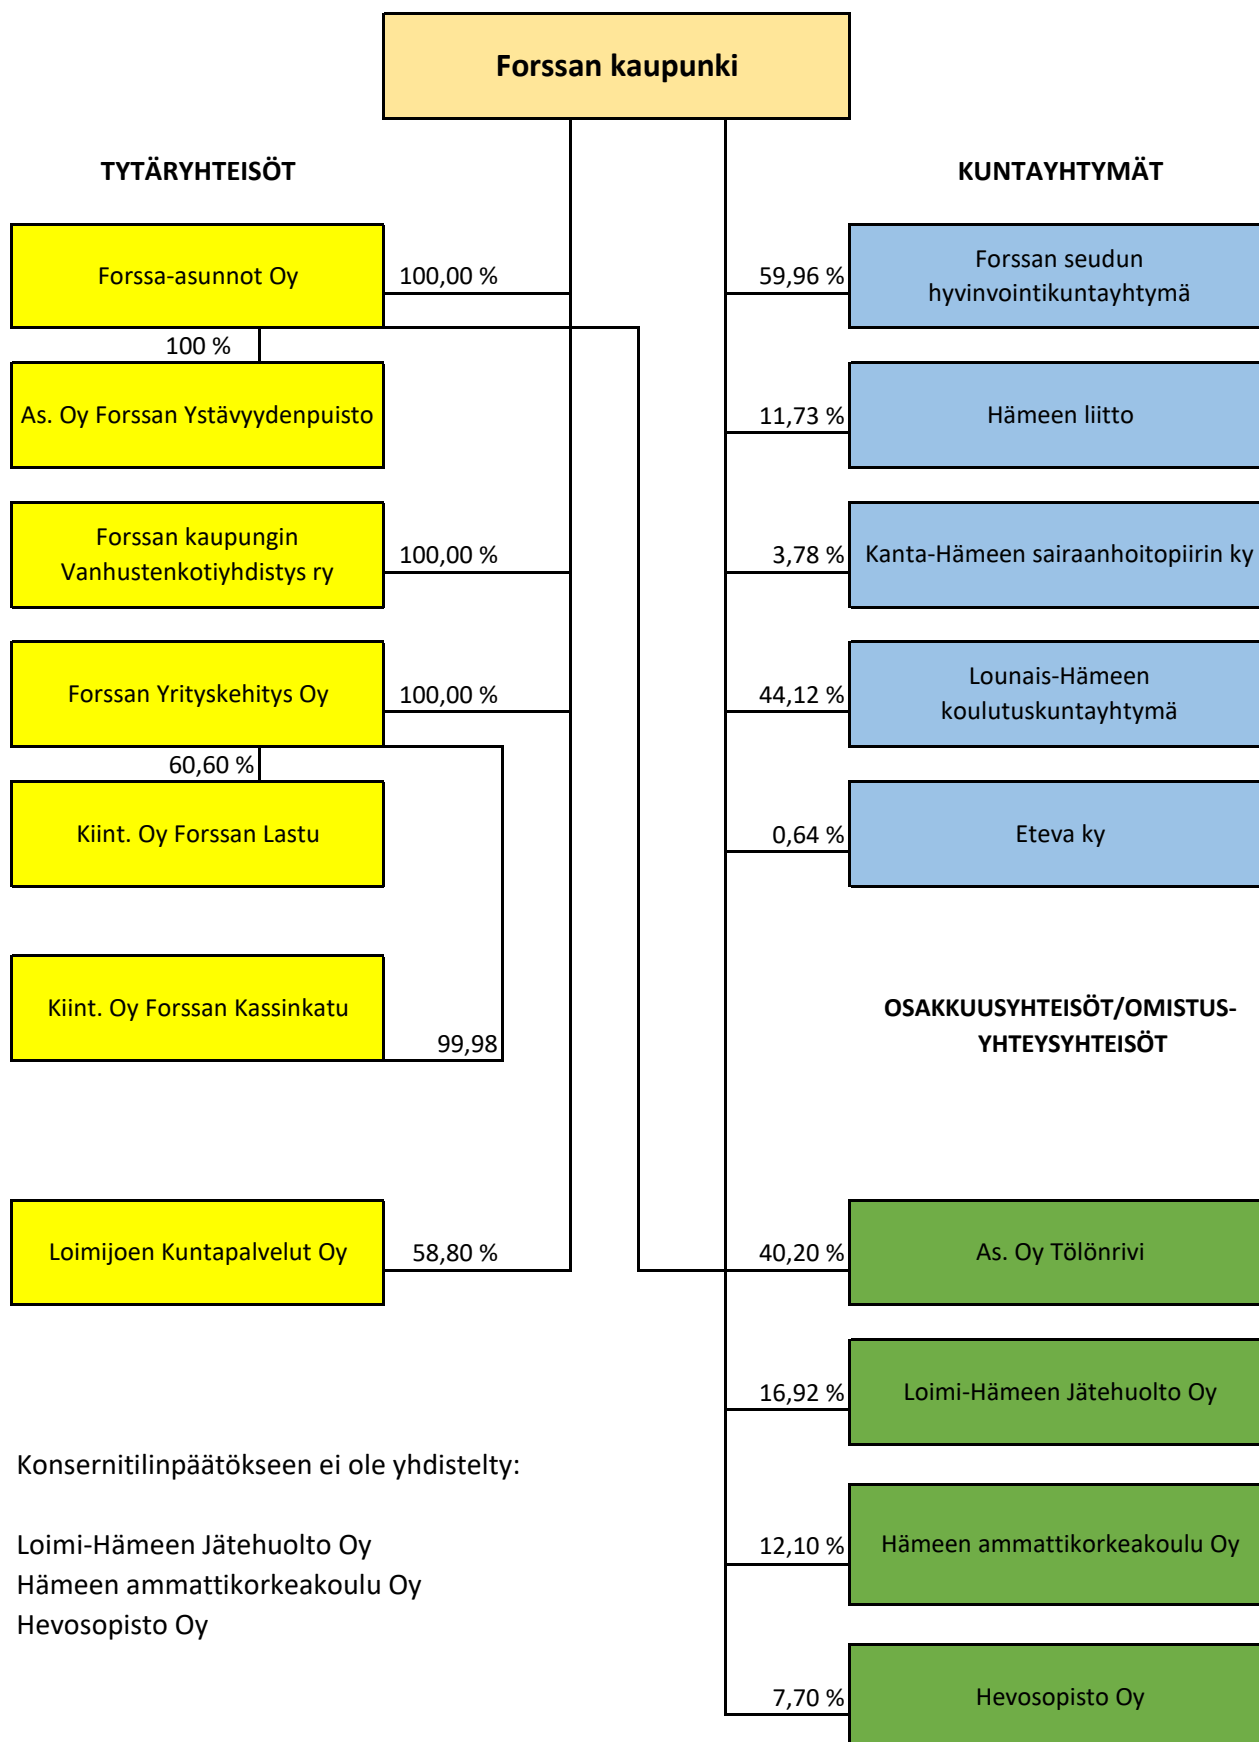 Forssan kaupunki
TYTÄRYHTEISÖT
Forssa-asunnot Oy
100,00 %
100 %
As. Oy Forssan Ystävyydenpuisto
Forssan kaupungin
Vanhustenkotiyhdistys ry
100,00 %
Forssan Yrityskehitys Oy
100,00 %
60,60 %
Kiint. Oy Forssan Lastu
Kiint. Oy Forssan Kassinkatu
99,98
Loimijoen Kuntapalvelut Oy
58,80 %
KUNTAYHTYMÄT
59,96 %
Forssan seudun
hyvinvointikuntayhtymä
11,73 %
Hämeen liitto
3,78 %
Kanta-Hämeen sairaanhoitopiirin ky
44,12 %
Lounais-Hämeen
koulutuskuntayhtymä
0,64 %
Eteva ky
OSAKKUUSYHTEISÖT/OMISTUS-
YHTEYSYHTEISÖT
40,20 %
As. Oy Tölönrivi
16,92 %
Loimi-Hämeen Jätehuolto Oy
12,10 %
Hämeen ammattikorkeakoulu Oy
7,70 %
Hevosopisto Oy
Konsernitilinpäätökseen ei ole yhdistelty:
Loimi-Hämeen Jätehuolto Oy
Hämeen ammattikorkeakoulu Oy
Hevosopisto Oy